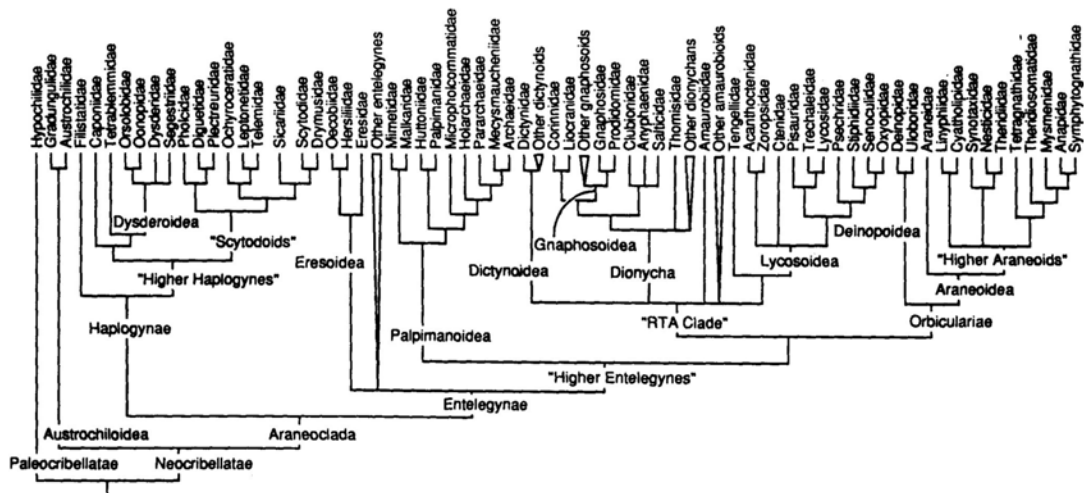 Hypochilidae
Gradungulidae
Austrochilidae
Filistatidae
Caponiidae
Tetrablemmidae
Orsolobidae
Oonopidae
Dysderidae
Segestriidae
Pholcidae
Diguetidae
Plectreuridae
Ochyroceratidae
Leptonetidae
Telemidae
Sicariidae
Scytodidae
Drymusidae
Oecobiidae
Hersiliidae
Eresidae
Other entelegynes
Mimetidae
Malkaridae
Huttoniidae
Palpimanidae
Micropholcommatidae
Holarchaeidae
Pararchaeidae
Mecysmaucheniidae
Archaeidae
Dictynidae
Other dictynoids
Corinnidae
Liocranidae
Other gnaphosoids
Gnaphosidae
Prodidomidae
Clubionidae
Anyphaenidae
Salticidae
Thomisidae
Other dionychans
Amaurobiidae
Other amaurobioids
Tengellidae
Acanthoctenidae
Zoropsidae
Ctenidae
Pisauridae
Trechaleidae
Lycosidae
Psechridae
Stiphidiidae
Senoculidae
Oxyopidae
Deinopidae
Uloboridae
Araneidae
Linyphiidae
Cyatholipidae
Synotaxidae
Nesticidae
Theridiidae
Theridiosomatidae
Tetragnathidae
Mysmenidae
Anapidae
Symphytognathidae
Dysderoidea
"Scytodoids"
"Higher Haplogynes"
Haplogynae
Eresoidea
Palpimanoidea
Gnaphosoidea
Dictynoidea
Dionycha
Lycosoidea
"RTA Clade"
Deinopoidea
"Higher Araneoids"
Araneoidea
Orbiculariae
"Higher Entelegynes"
Entelegynae
Austrochiloidea
Araneoclada
Paleocribellatae
Neocribellatae